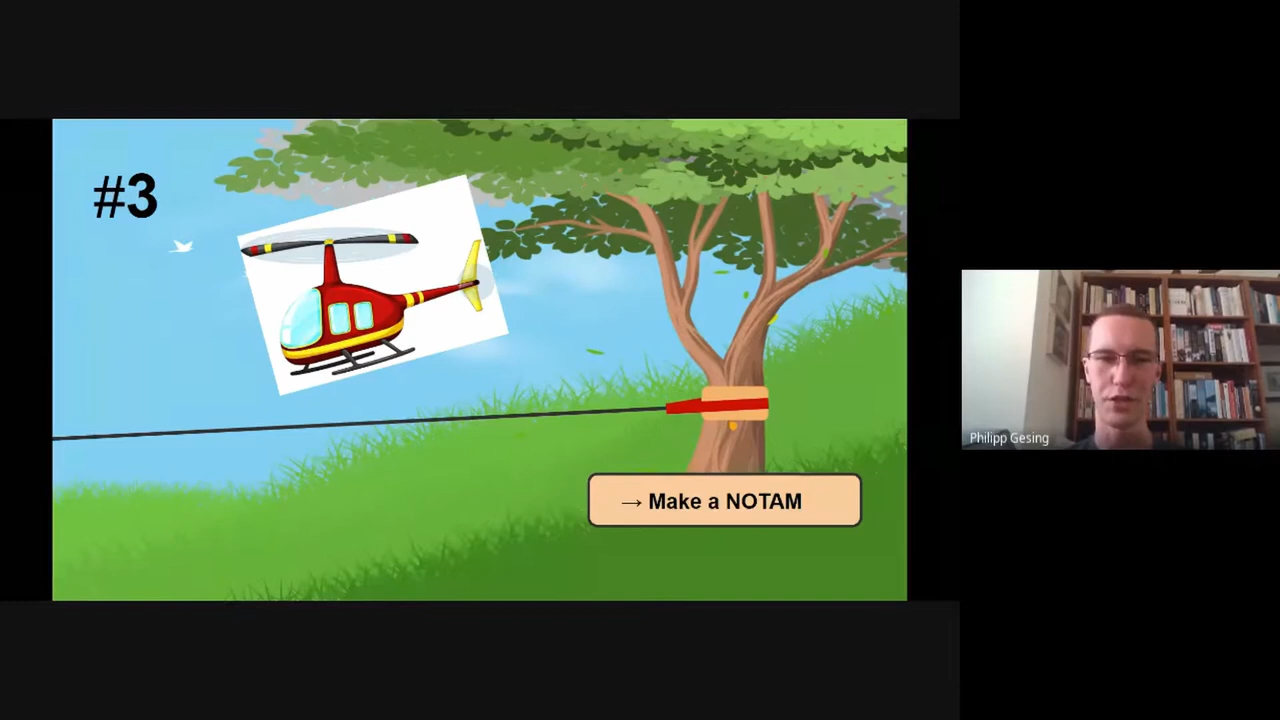 #3
→ Make a NOTAM
Philipp Gesing